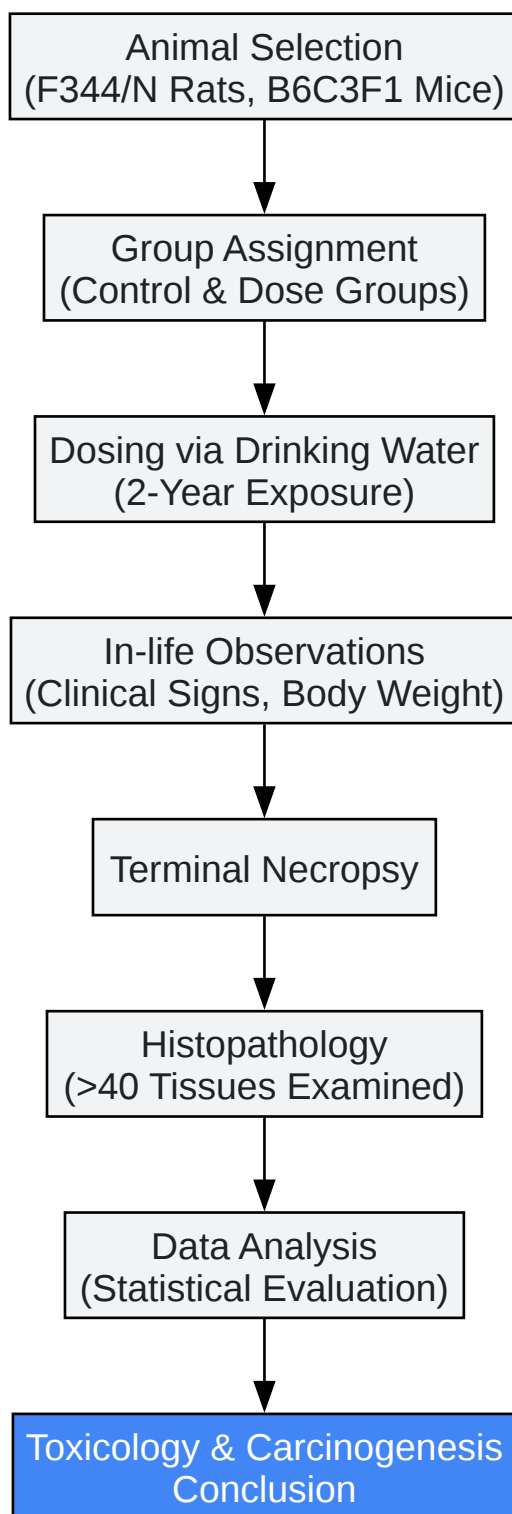 Animal Selection
(F344/N Rats, B6C3F1 Mice)
Group Assignment
(Control & Dose Groups)
Dosing via Drinking Water
(2-Year Exposure)
In-life Observations
(Clinical Signs, Body Weight)
Terminal Necropsy
Histopathology
(>40 Tissues Examined)
Data Analysis
(Statistical Evaluation)
Toxicology & Carcinogenesis
Conclusion